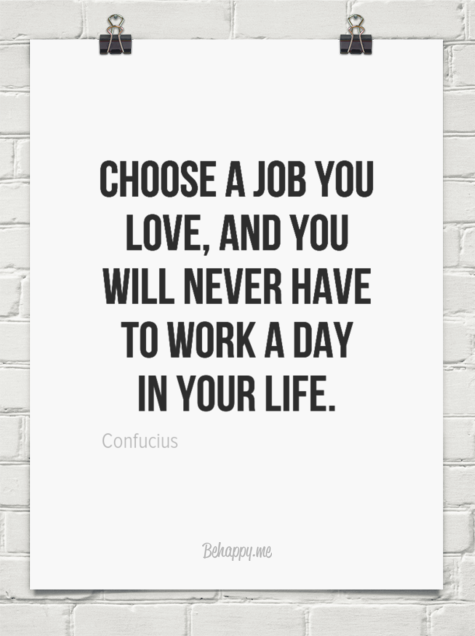 CHOOSE A JOB YOU
LOVE, AND YOU
WILL NEVER HAVE
TO WORK A DAY
IN YOUR LIFE.
Confucius
Behappy.me